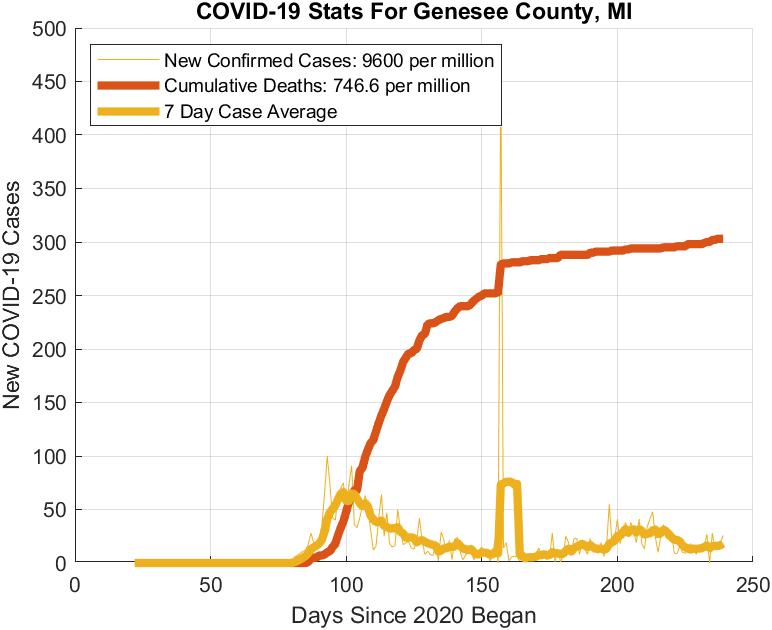 COVID-19 Stats For Genesee County, MI
New Confirmed Cases: 9600 per million
Cumulative Deaths: 746.6 per million
7 Day Case Average
New COVID-19 Cases
500
450
400
350
300
250
200
150
100
50
0
0 50 100 150 200 250
Days Since 2020 Began